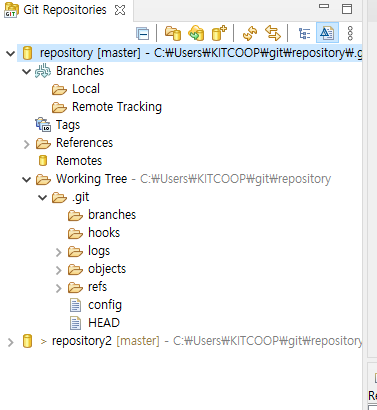 Git Repositories
repository [master] - C:₩Users₩KITCOOP₩git₩repository₩.g
Branches
Local
Remote Tracking
Tags
References
Remotes
Working Tree - C:₩Users₩KITCOOP₩git₩repository
.git
branches
hooks
logs
objects
refs
config
HEAD
> repository2 [master] - C:₩Users₩KITCOOP₩git₩repository
Re